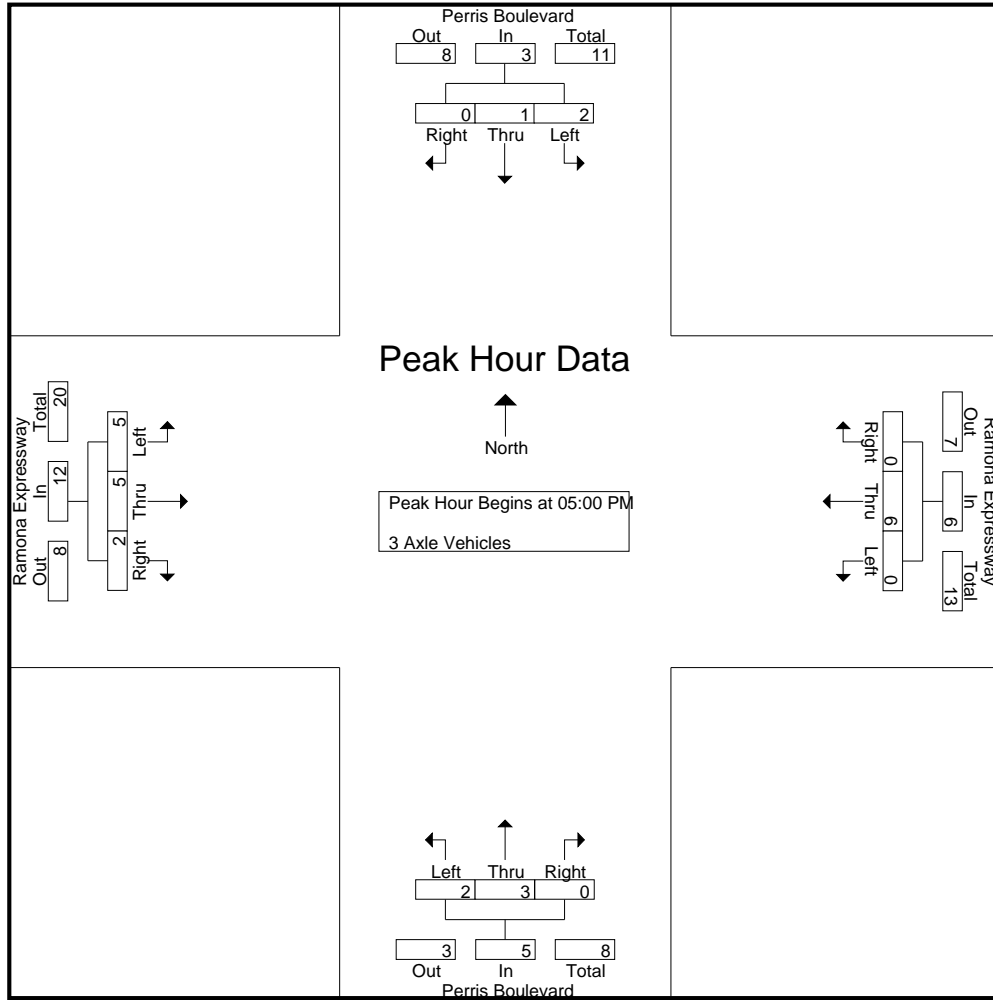 Perris Boulevard
Out In Total
8 3 11
0 1 2
Right Thru Left
Peak Hour Data
North
Peak Hour Begins at 05:00 PM
3 Axle Vehicles
Ramona Expressway
Out In Total
8 12 20
Left Thru Right
5 5 2
Ramona Expressway
Out In Total
7 6 13
Right Thru Left
0 6 0
Left Thru Right
2 3 0
3 5 8
Out In Total
Perris Boulevard